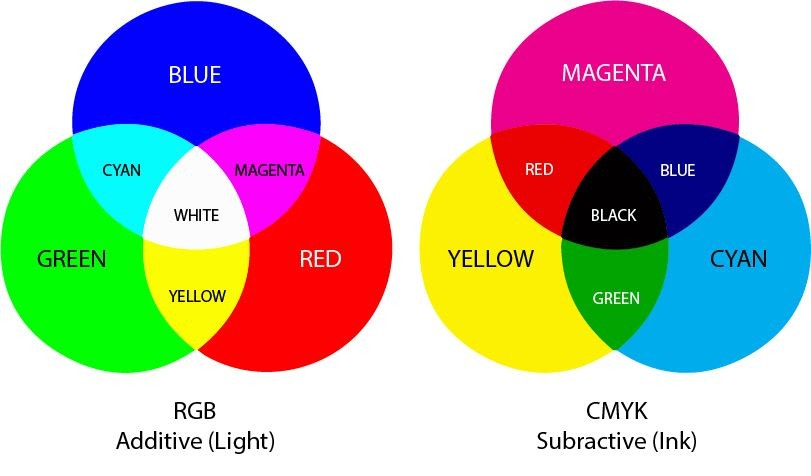 BLUE
CYAN
MAGENTA
WHITE
GREEN
RED
YELLOW
RGB
Additive (Light)
MAGENTA
RED
BLUE
BLACK
YELLOW
CYAN
GREEN
CMYK
Subractive (Ink)